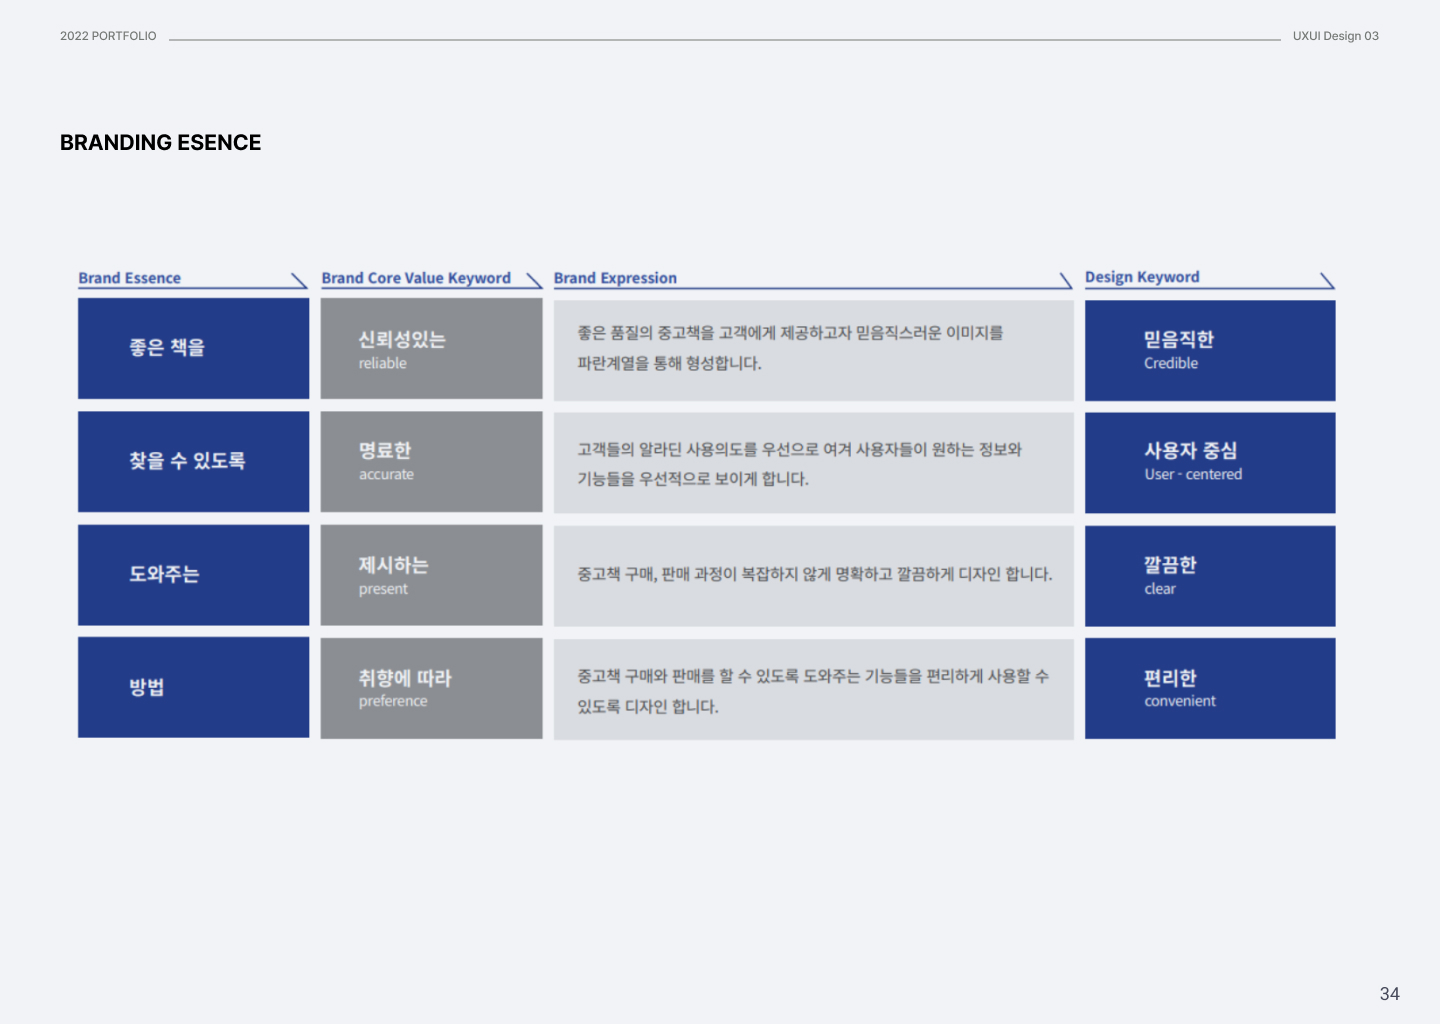 2022 PORTFOLIO
UXUI Design 03
BRANDING ESENCE
Brand Essence
Brand Core Value Keyword
Brand Expression
Design Keyword
좋은 책을
신뢰성있는
reliable
좋은 품질의 중고책을 고객에게 제공하고자 믿음직스러운 이미지를
파란계열을 통해 형성합니다.
믿음직한
Credible
찾을 수 있도록
명료한
accurate
고객들의 알라딘 사용의도를 우선으로 여겨 사용자들이 원하는 정보와
기능들을 우선적으로 보이게 합니다.
사용자 중심
User - centered
도와주는
제시하는
present
중고책 구매, 판매 과정이 복잡하지 않게 명확하고 깔끔하게 디자인 합니다.
깔끔한
clear
방법
취향에 따라
preference
중고책 구매와 판매를 할 수 있도록 도와주는 기능들을 편리하게 사용할 수
있도록 디자인 합니다.
편리한
convenient
34